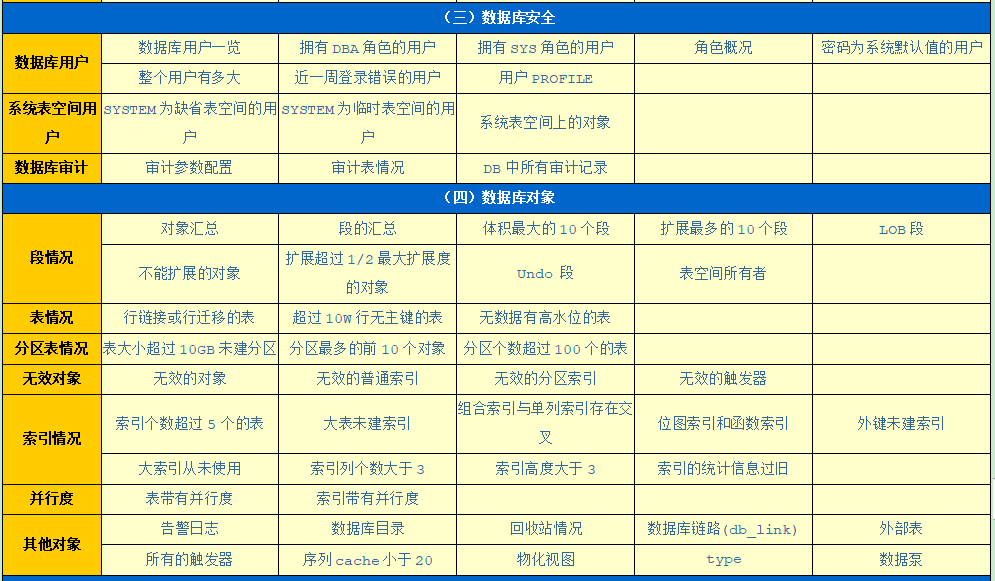 （三）数据库安全
数据库用户
数据库用户一览
拥有 DBA 角色的用户
拥有 SYS 角色的用户
角色概况
密码为系统默认值的用户
整个用户有多大
近一周登录错误的用户
用户 PROFILE
系统表空间用
户
SYSTEM 为缺省表空间的用
户
SYSTEM 为临时表空间的用
户
系统表空间上的对象
数据库审计
审计参数配置
审计表情况
DB 中所有审计记录
（四）数据库对象
段情况
对象汇总
段的汇总
体积最大的 10 个段
扩展最多的 10 个段
LOB 段
不能扩展的对象
扩展超过 1/2 最大扩展度
的对象
Undo 段
表空间所有者
表情况
行链接或行迁移的表
超过 10W 行无主键的表
无数据有高水位的表
分区表情况
表大小超过 10GB 未建分区
分区最多的前 10 个对象
分区个数超过 100 个的表
无效对象
无效的对象
无效的普通索引
无效的分区索引
无效的触发器
索引情况
索引个数超过 5 个的表
大表未建索引
组合索引与单列索引存在交
叉
位图索引和函数索引
外键未建索引
大索引从未使用
索引列个数大于 3
索引高度大于 3
索引的统计信息过旧
并行度
表带有并行度
索引带有并行度
其他对象
告警日志
数据库目录
回收站情况
数据库链路(db_link)
外部表
所有的触发器
序列 cache 小于 20
物化视图
type
数据泵